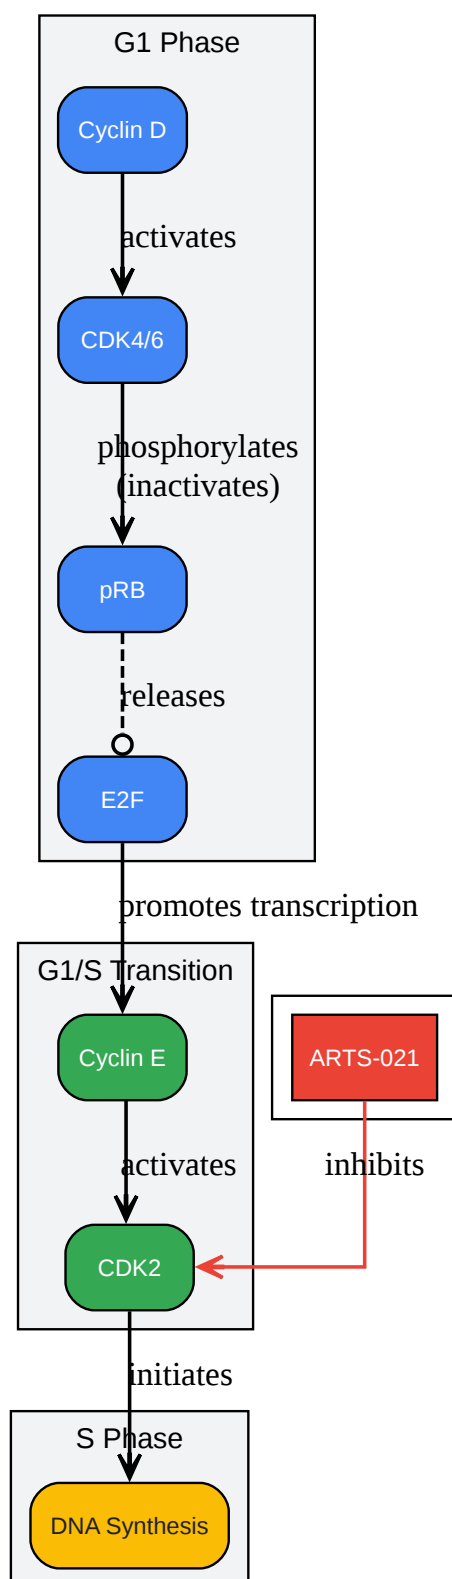 G1 Phase
Cyclin D
activates
CDK4/6
phosphorylates
(inactivates)
pRB
releases
E2F
promotes transcription
G1/S Transition
Cyclin E
ARTS-021
activates
inhibits
CDK2
initiates
S Phase
DNA Synthesis